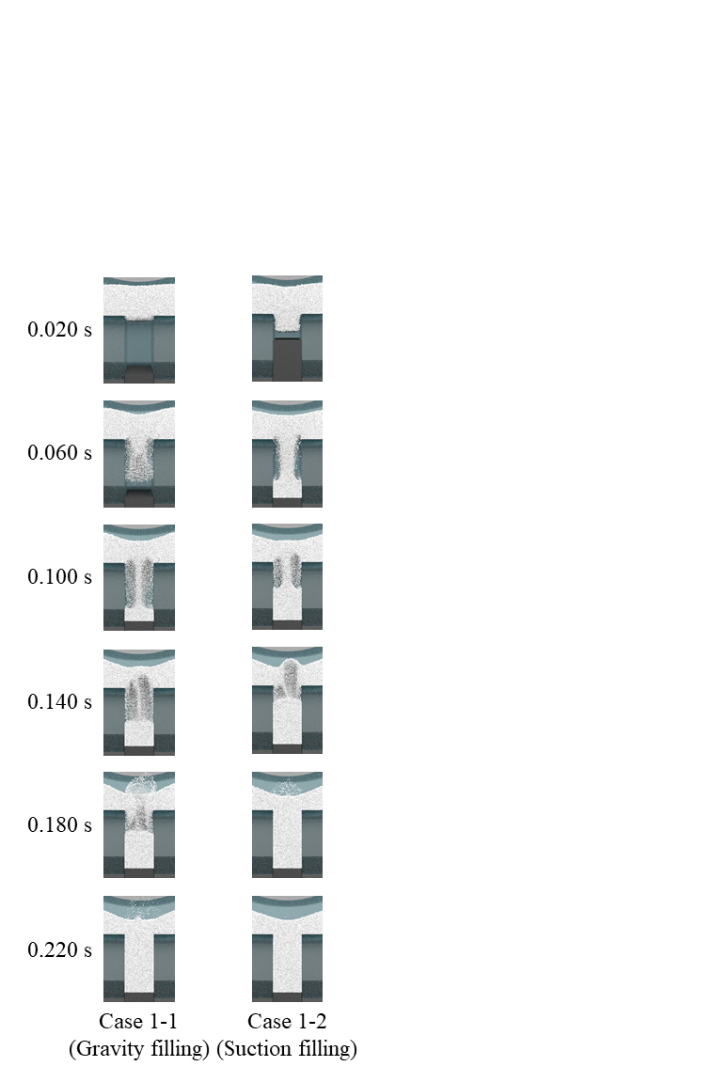 0.020 s
0.060 s
0.100 s
0.140 s
0.180 s
0.220 s
Case 1-1 Case 1-2
(Gravity filling) (Suction filling)